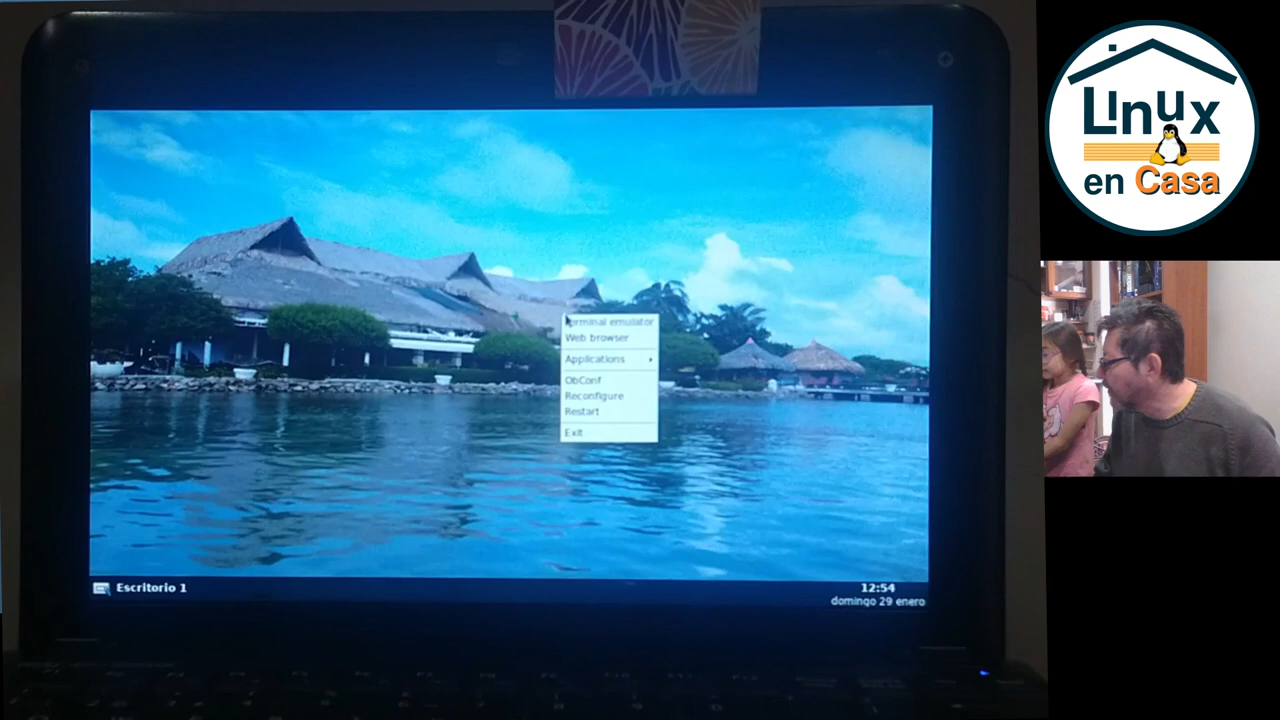 Linux
en Casa
Terminal emulator
Web browser
Applications
ObConf
Reconfigure
Restart
Exit
Escritorio 1
12:54
domingo 29 enero